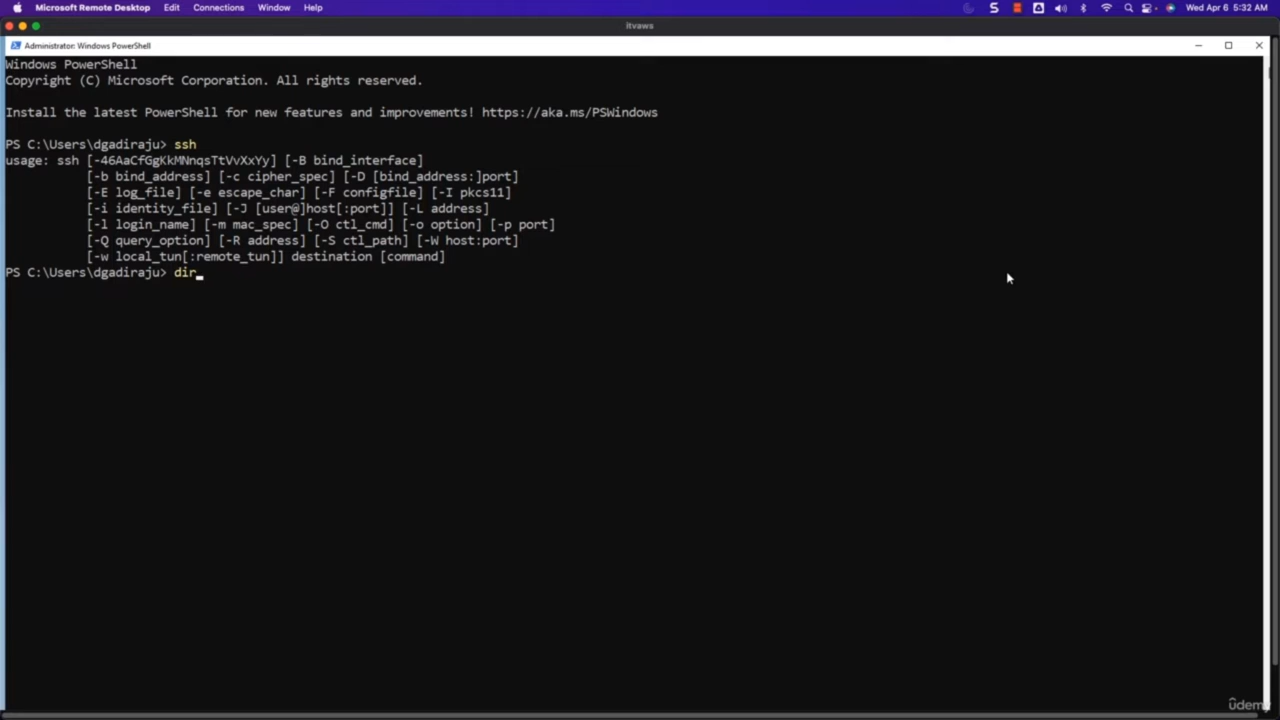 Microsoft Remote Desktop Edit Connections Window Help
Wed Apr 6 5:32 AM
itvaws
Administrator: Windows PowerShell
Windows PowerShell
Copyright (C) Microsoft Corporation. All rights reserved.
Install the latest PowerShell for new features and improvements! https://aka.ms/PSWindows
PS C:\Users\dgadiraju> ssh
usage: ssh [-46AaCfGgKkMNnqsTtVvXxYy] [-B bind_interface]
           [-b bind_address] [-c cipher_spec] [-D [bind_address:]port]
           [-E log_file] [-e escape_char] [-F configfile] [-I pkcs11]
           [-i identity_file] [-J [user@]host[:port]] [-L address]
           [-l login_name] [-m mac_spec] [-O ctl_cmd] [-o option] [-p port]
           [-Q query_option] [-R address] [-S ctl_path] [-W host:port]
           [-w local_tun[:remote_tun]] destination [command]
PS C:\Users\dgadiraju> dir
udemy